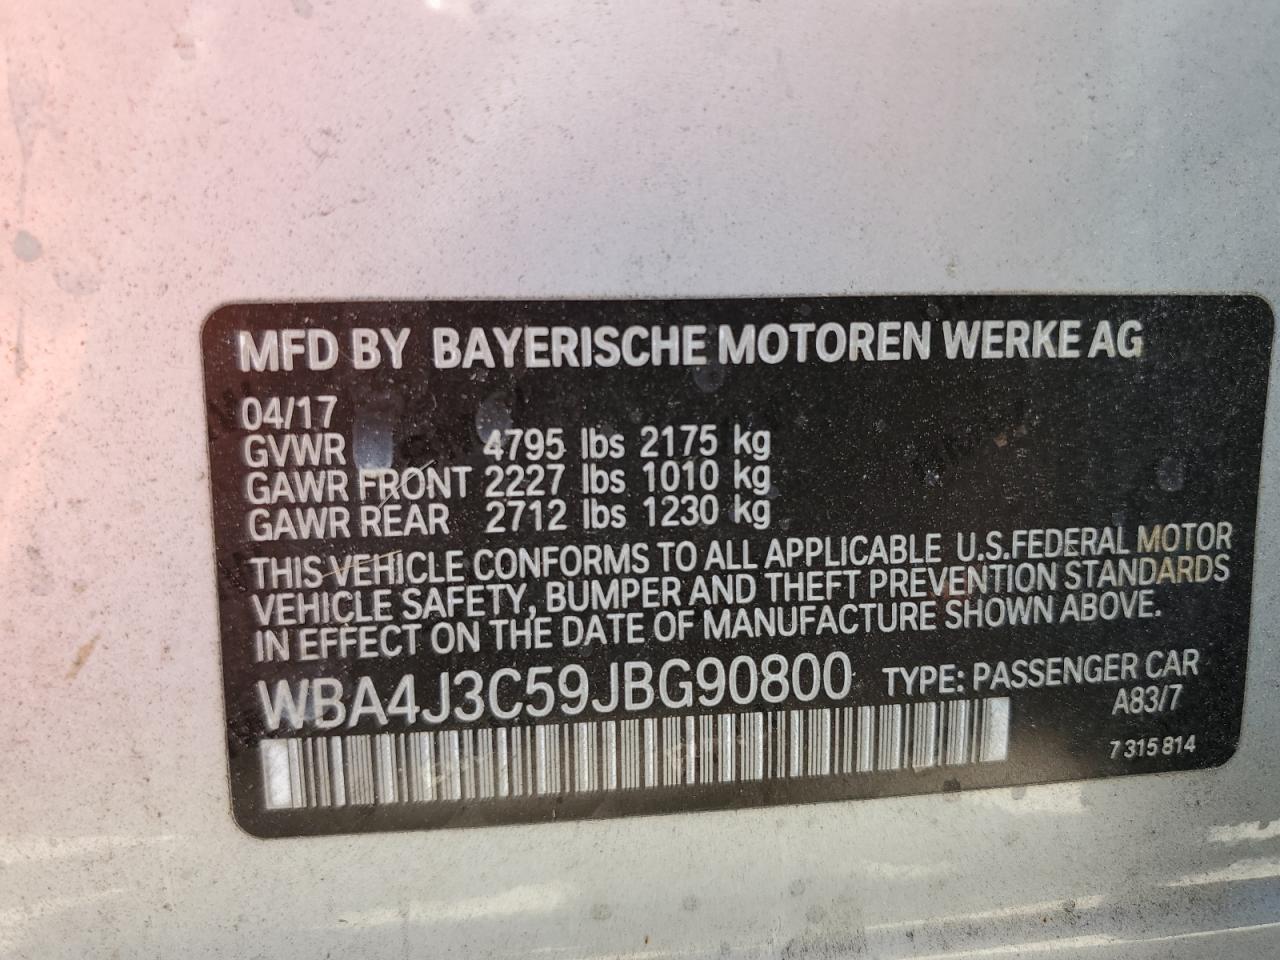 MFD BY BAYERISCHE MOTOREN WERKE AG
04/17
GVWR 4795 lbs 2175 kg
GAWR FRONT 2227 lbs 1010 kg
GAWR REAR 2712 lbs 1230 kg
THIS VEHICLE CONFORMS TO ALL APPLICABLE U.S.FEDERAL MOTOR
VEHICLE SAFETY, BUMPER AND THEFT PREVENTION STANDARDS
IN EFFECT ON THE DATE OF MANUFACTURE SHOWN ABOVE.
WBA4J3C59JBG90800 TYPE: PASSENGER CAR
A83/7
7 315 814